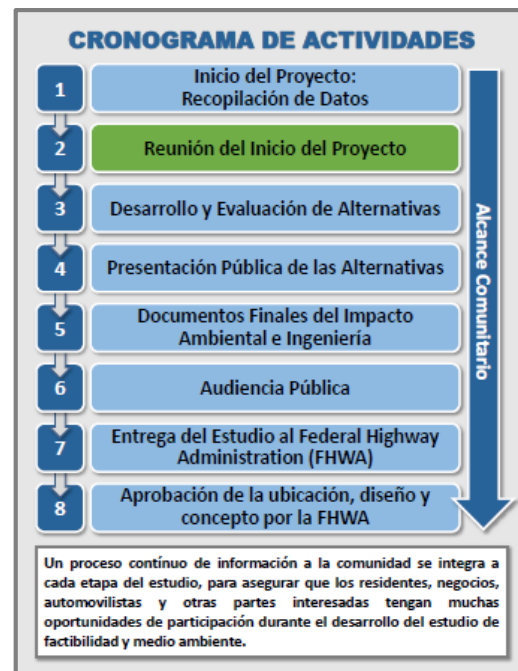 CRONOGRAMA DE ACTIVIDADES
1
Inicio del Proyecto:
Recopilación de Datos
2
Reunión del Inicio del Proyecto
3
Desarrollo y Evaluación de Alternativas
4
Presentación Pública de las Alternativas
5
Documentos Finales del Impacto
Ambiental e Ingeniería
6
Audiencia Pública
7
Entrega del Estudio al Federal Highway
Administration (FHWA)
8
Aprobación de la ubicación, diseño y
concepto por la FHWA
Alcance Comunitario
Un proceso contínuo de información a la comunidad se integra a
cada etapa del estudio, para asegurar que los residentes, negocios,
automovilistas y otras partes interesadas tengan muchas
oportunidades de participación durante el desarrollo del estudio de
factibilidad y medio ambiente.